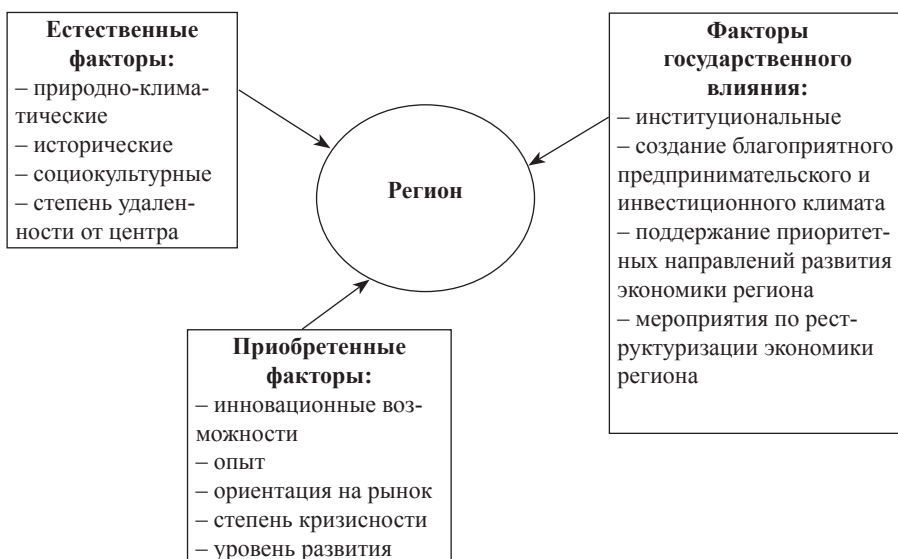 Естественные
факторы:
– природно-клима-
тические
– исторические
– социокультурные
– степень удален-
ности от центра
Регион
Факторы
государственного
влияния:
– институциональные
– создание благоприятного
предпринимательского и
инвестиционного климата
– поддержание приоритет-
ных направлений развития
экономики региона
– мероприятия по рест-
руктуризации экономики
региона
Приобретенные
факторы:
– инновационные воз-
можности
– опыт
– ориентация на рынок
– степень кризисности
– уровень развития